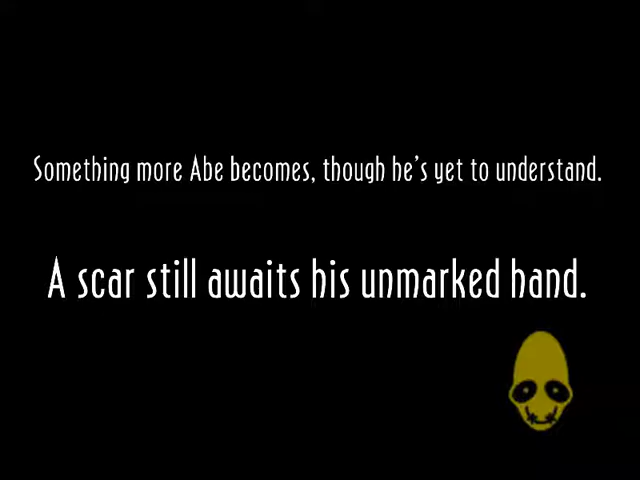 Something more Abe becomes, though he's yet to understand.
A scar still awaits his unmarked hand.